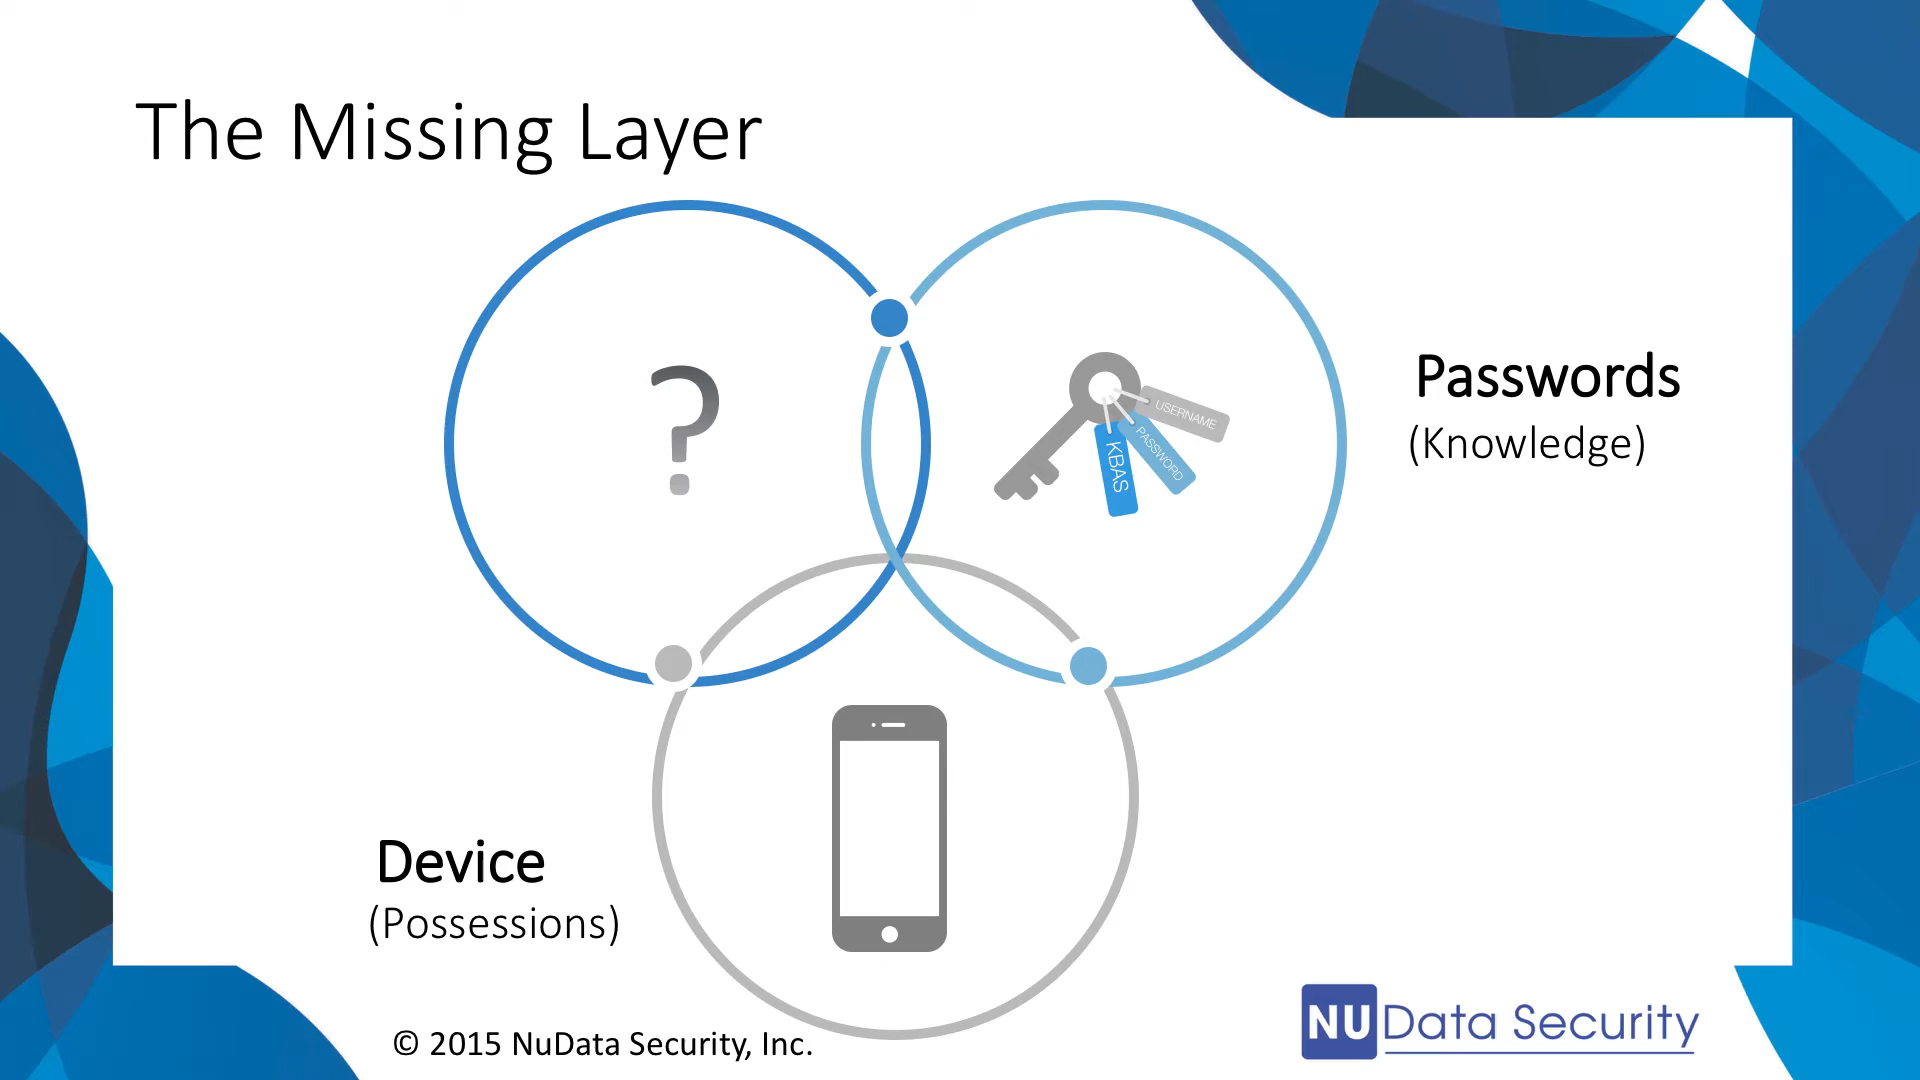 The Missing Layer
?
USERNAME
PASSWORD
KBAS
Passwords
(Knowledge)
Device
(Possessions)
© 2015 NuData Security, Inc.
NU Data Security